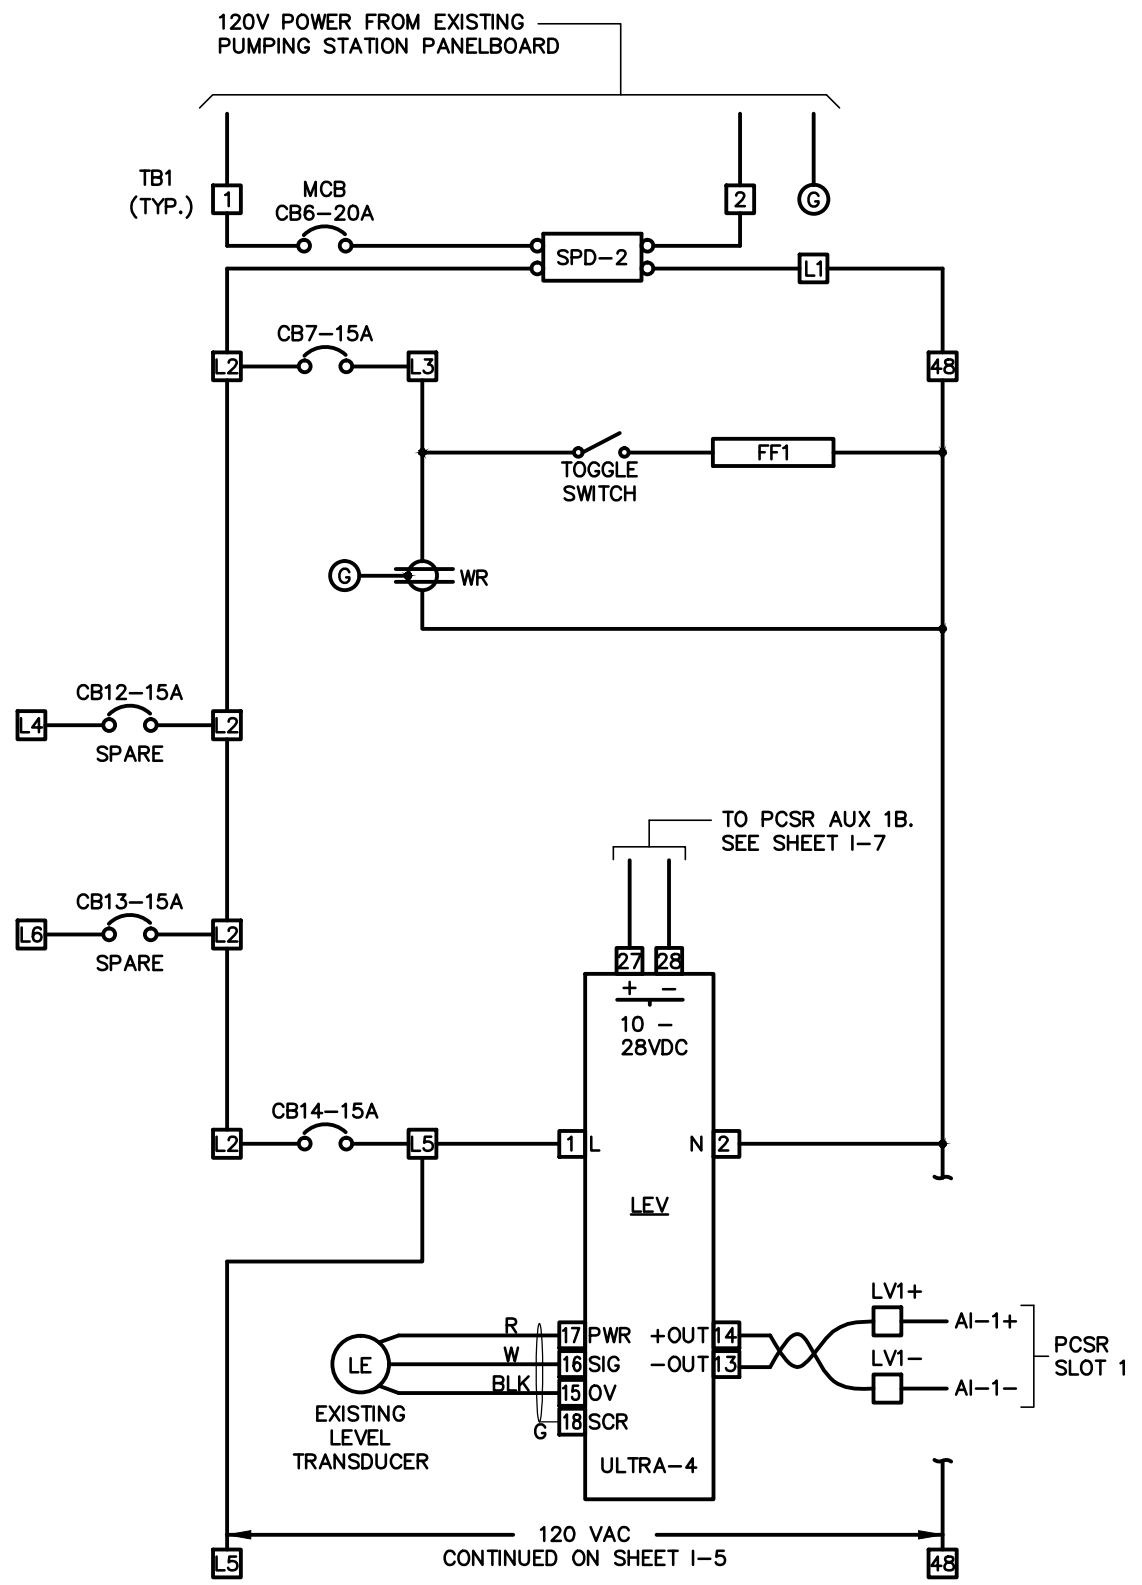 120V POWER FROM EXISTING
PUMPING STATION PANELBOARD
TB1
(TYP.)
1
MCB
CB6-20A
2
G
SPD-2
L1
CB7-15A
L2
L3
48
FF1
TOGGLE
SWITCH
G
WR
CB12-15A
L4
L2
SPARE
TO PCSR AUX 1B.
SEE SHEET I-7
CB13-15A
L6
L2
SPARE
27
28
+ -
10 -
28VDC
CB14-15A
L2
L5
1
L
N
2
LEV
LV1+
AI-1+
R
17
PWR
+OUT
14
PCSR
SLOT 1
LE
W
16
SIG
-OUT
13
LV1-
BLK
15
0V
AI-1-
EXISTING
LEVEL
TRANSDUCER
G
18
SCR
ULTRA-4
120 VAC
CONTINUED ON SHEET I-5
L5
48